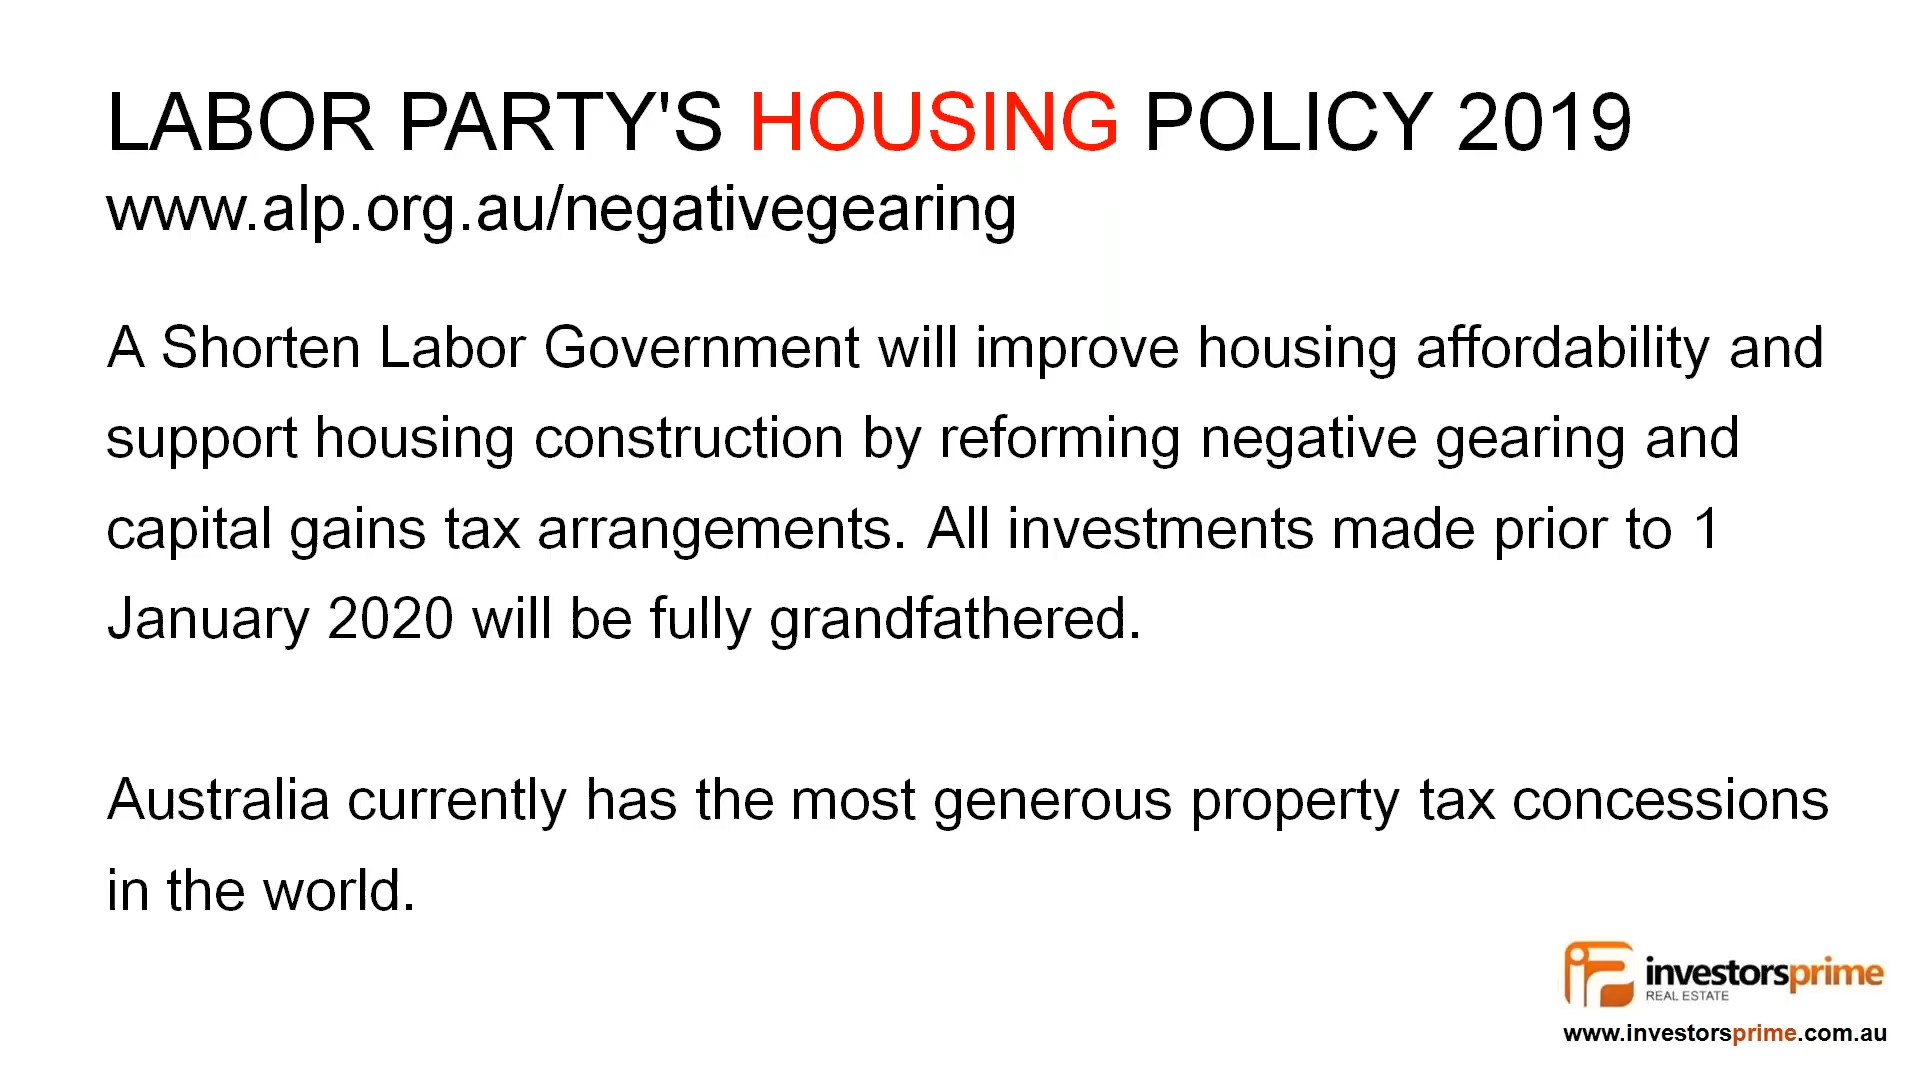 LABOR PARTY'S HOUSING POLICY 2019
www.alp.org.au/negativegearing
A Shorten Labor Government will improve housing affordability and
support housing construction by reforming negative gearing and
capital gains tax arrangements. All investments made prior to 1
January 2020 will be fully grandfathered.
Australia currently has the most generous property tax concessions
in the world.
investorsprime
REAL ESTATE
www.investorsprime.com.au